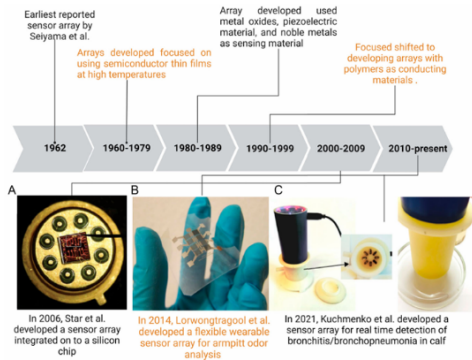 Earliest reported
sensor array by
Seiyama et al.
Arrays developed focused on
using semiconductor thin films
at high temperatures
Array developed used
metal oxides, piezoelectric
material, and noble metals
as sensing material
Focused shifted to
developing arrays with
polymers as conducting
materials .
1962
1960-1979
1980-1989
1990-1999
2000-2009
2010-present
A
B
C
In 2006, Star et al.
developed a sensor array
integrated on to a silicon
chip
In 2014, Lorwongtragool et al.
developed a flexible wearable
sensor array for armpitt odor
analysis
In 2021, Kuchmenko et al. developed a
sensor array for real time detection of
bronchitis/bronchopneumonia in calf